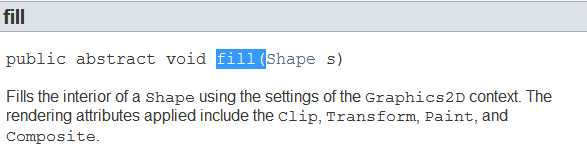 fill
public abstract void fill(Shape s)
Fills the interior of a Shape using the settings of the Graphics2D context. The
rendering attributes applied include the Clip, Transform, Paint, and
Composite.